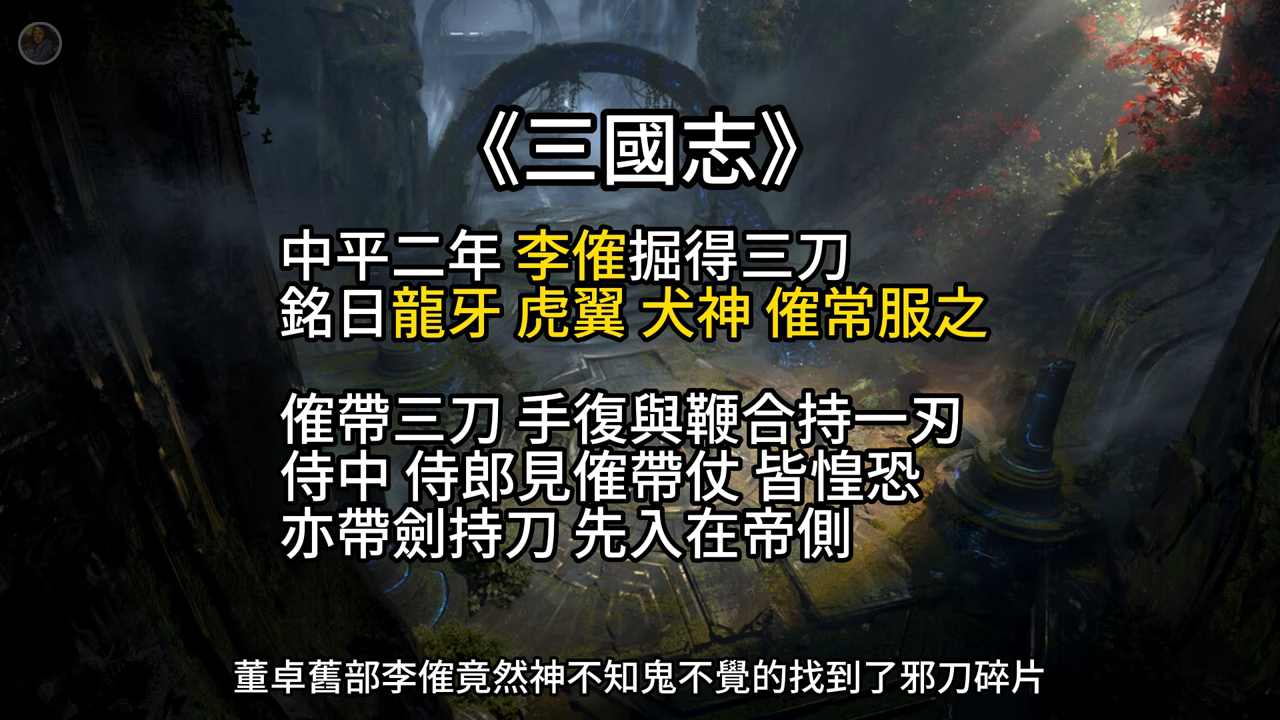 《三國志》
中平二年 李傕掘得三刀
銘日龍牙 虎翼 犬神 傕常服之
傕帶三刀 手復與鞭合持一刃
侍中 侍郎見傕帶仗 皆惶恐
亦帶劍持刀 先入在帝側
董卓舊部李傕竟然神不知鬼不覺的找到了邪刀碎片